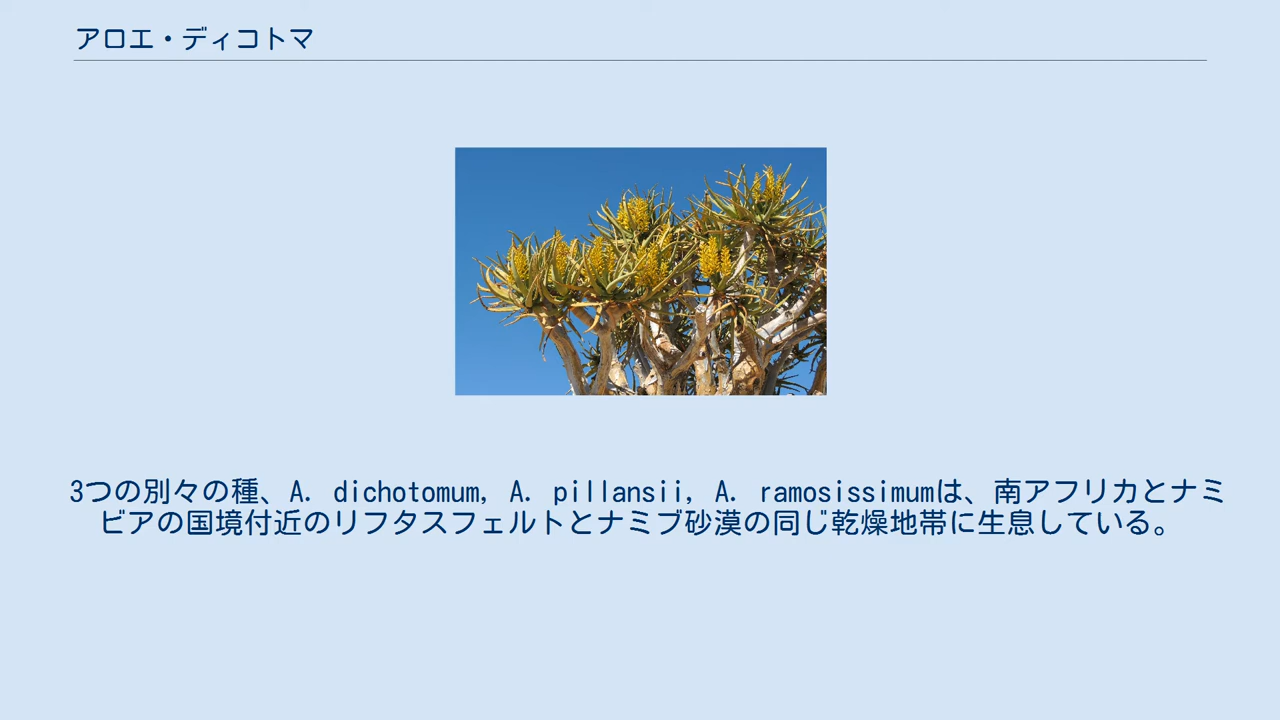 アロエ・ディコトマ
3つの別々の種、A. dichotomum, A. pillansii, A. ramosissimumは、南アフリカとナミ
ビアの国境付近のリフタスフェルトとナミブ砂漠の同じ乾燥地帯に生息している。